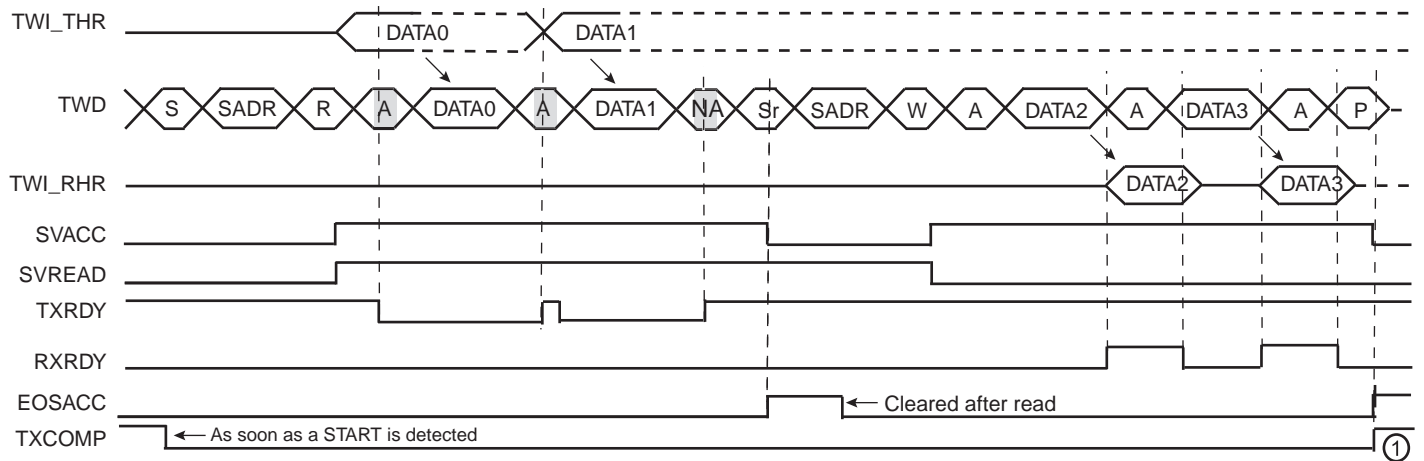 TWI_THR DATA0 DATA1
TWD S SADR R A DATA0 A DATA1 NA Sr SADR W A DATA2 A DATA3 A P
TWI_RHR DATA2 DATA3
SVACC
SVREAD
TXRDY
RXRDY
EOSACC Cleared after read
TXCOMP As soon as a START is detected 1